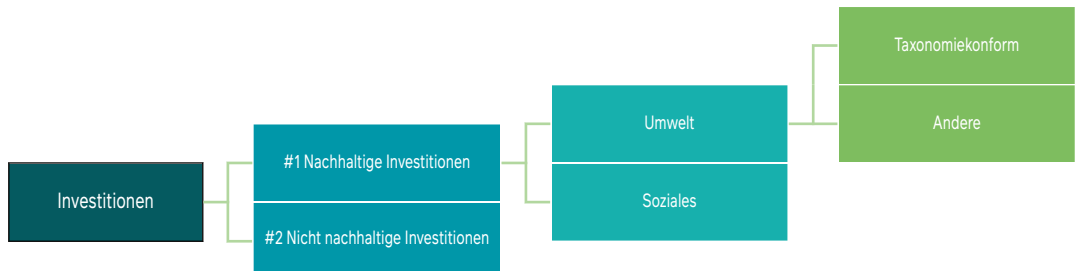 Investitionen
#1 Nachhaltige Investitionen
#2 Nicht nachhaltige Investitionen
Umwelt
Soziales
Taxonomiekonform
Andere